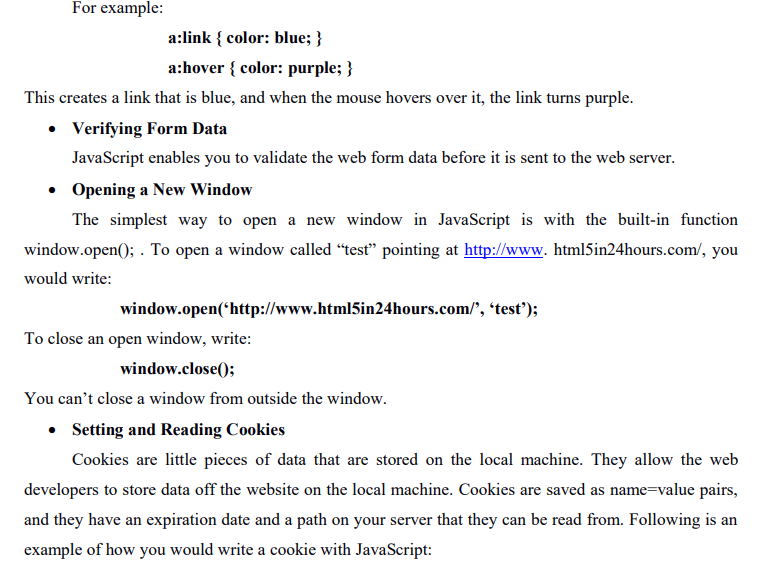 For example:
a:link { color: blue; }
a:hover { color: purple; }
This creates a link that is blue, and when the mouse hovers over it, the link turns purple.
• Verifying Form Data
JavaScript enables you to validate the web form data before it is sent to the web server.
• Opening a New Window
The simplest way to open a new window in JavaScript is with the built-in function
window.open(); . To open a window called “test” pointing at http://www. html5in24hours.com/, you
would write:
window.open(‘http://www.html5in24hours.com/’, ‘test’);
To close an open window, write:
window.close();
You can’t close a window from outside the window.
• Setting and Reading Cookies
Cookies are little pieces of data that are stored on the local machine. They allow the web
developers to store data off the website on the local machine. Cookies are saved as name=value pairs,
and they have an expiration date and a path on your server that they can be read from. Following is an
example of how you would write a cookie with JavaScript: